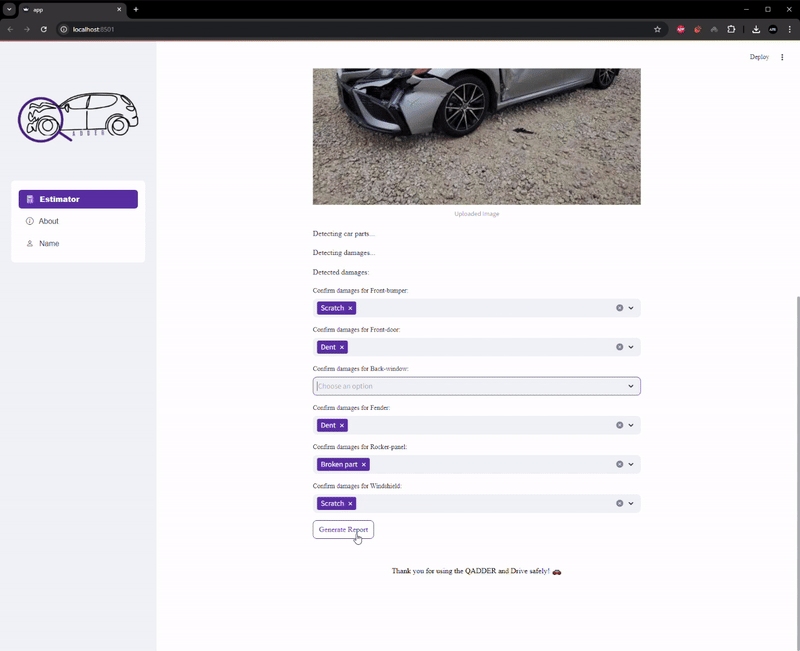 app
localhost:8501
Deploy
QADDER
Estimator
About
Name
Uploaded Image
Detecting car parts...
Detecting damages...
Detected damages:
Confirm damages for Front-bumper:
Scratch
Confirm damages for Front-door:
Dent
Confirm damages for Back-window:
Choose an option
Confirm damages for Fender:
Dent
Confirm damages for Rocker-panel:
Broken part
Confirm damages for Windshield:
Scratch
Generate Report
Thank you for using the QADDER and Drive safely! 🚗